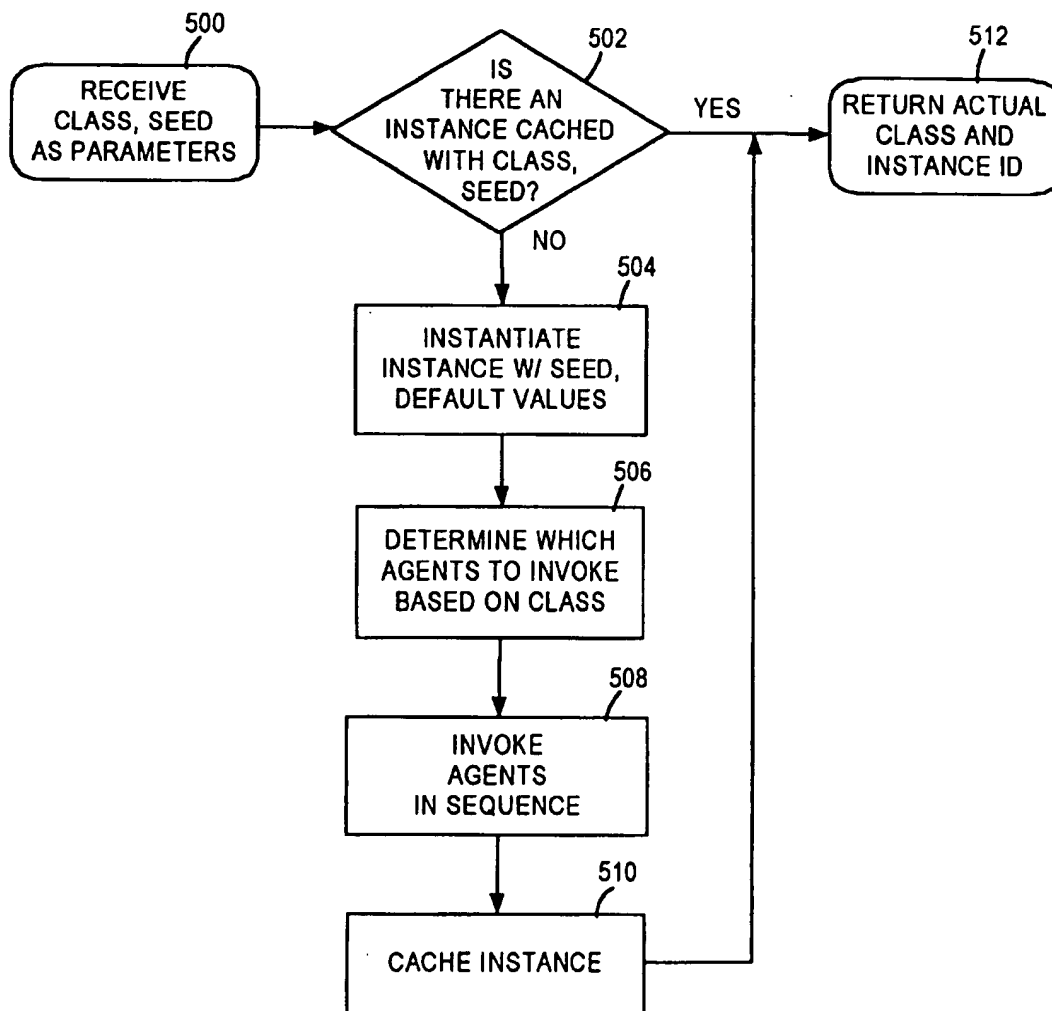 500
RECEIVE
CLASS, SEED
AS PARAMETERS
502
IS
THERE AN
INSTANCE CACHED
WITH CLASS,
SEED?
YES
512
RETURN ACTUAL
CLASS AND
INSTANCE ID
NO
504
INSTANTIATE
INSTANCE W/ SEED,
DEFAULT VALUES
506
DETERMINE WHICH
AGENTS TO INVOKE
BASED ON CLASS
508
INVOKE
AGENTS
IN SEQUENCE
510
CACHE INSTANCE